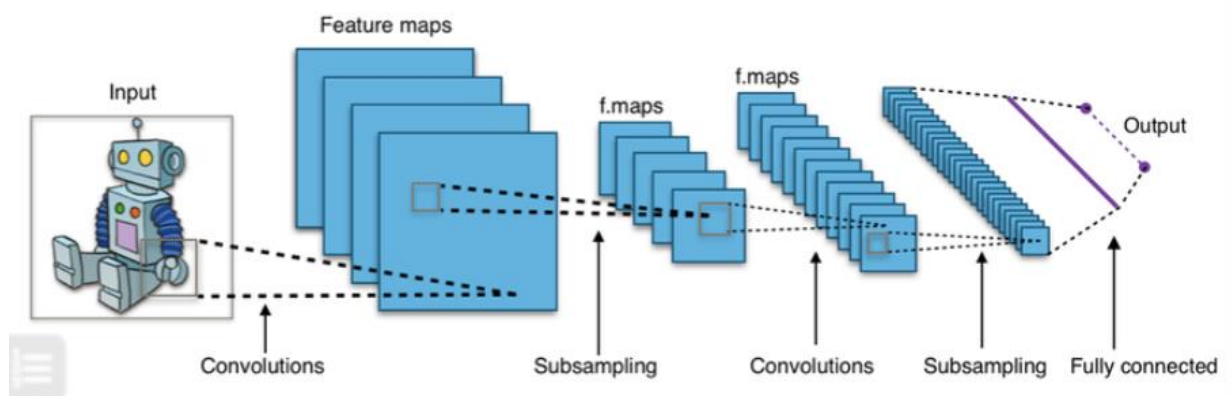 Feature maps
Input
f.maps
f.maps
Output
Convolutions
Subsampling
Convolutions
Subsampling
Fully connected